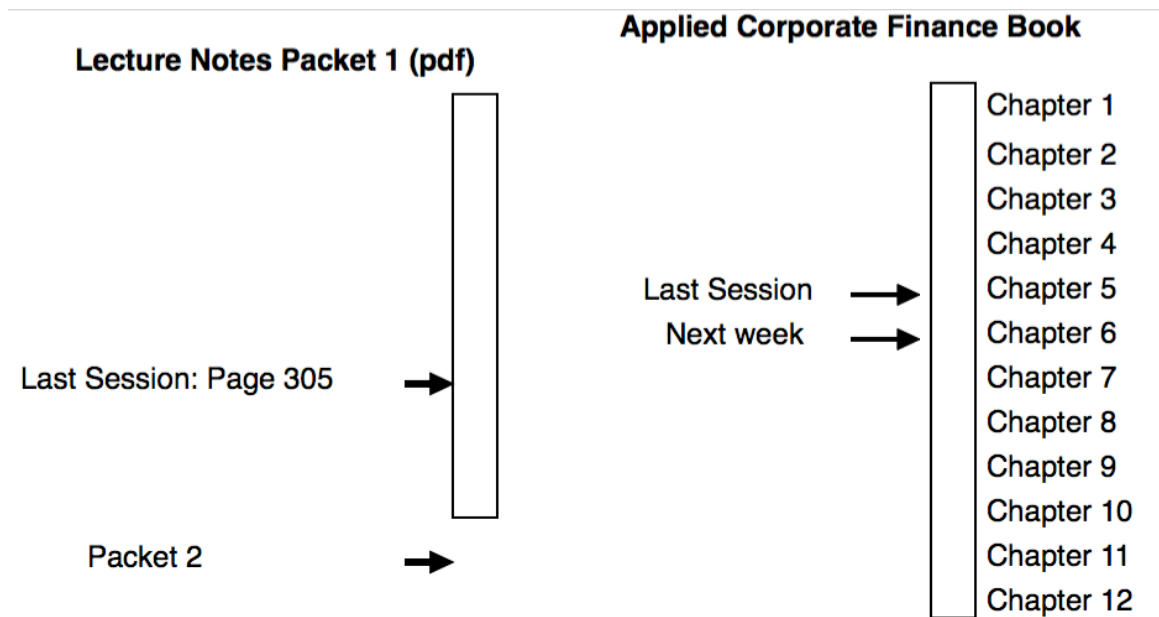 Applied Corporate Finance Book
Lecture Notes Packet 1 (pdf)
Chapter 1
Chapter 2
Chapter 3
Chapter 4
Last Session
Chapter 5
Next week
Chapter 6
Last Session: Page 305
Chapter 7
Chapter 8
Chapter 9
Chapter 10
Packet 2
Chapter 11
Chapter 12